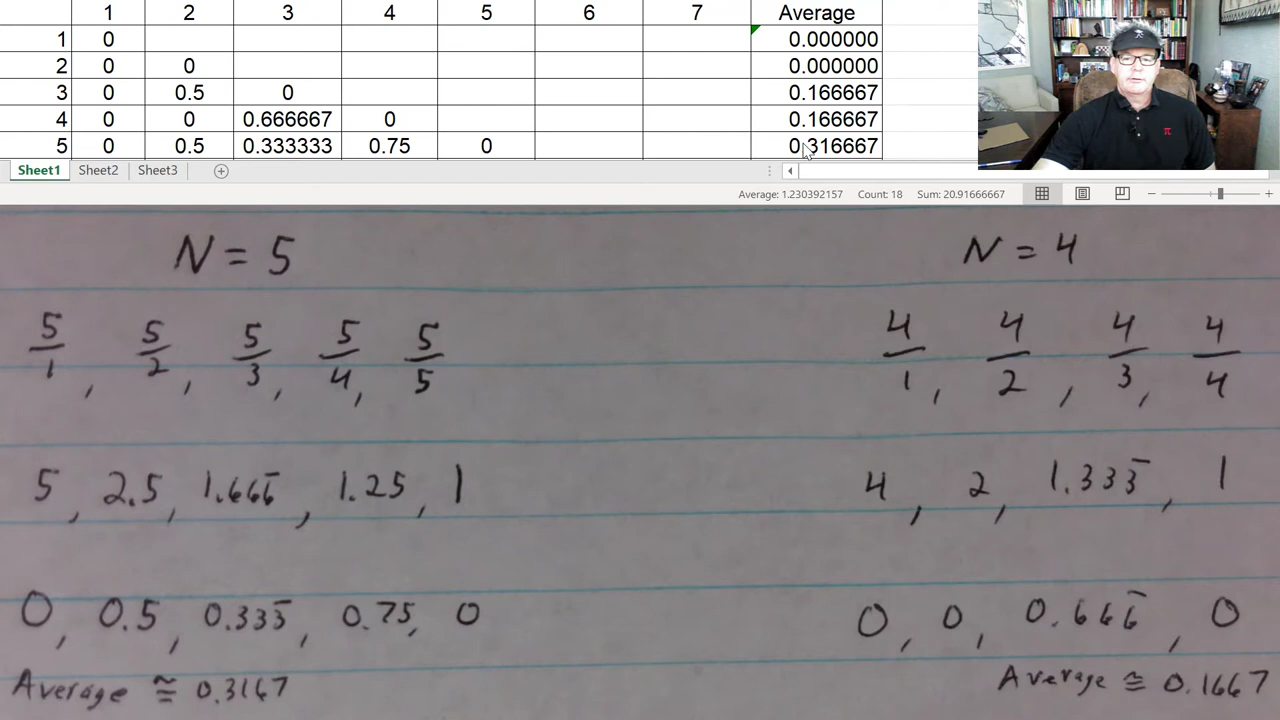 1 2 3 4 5 6 7 Average
1 0 0.000000
2 0 0 0.000000
3 0 0.5 0 0.166667
4 0 0 0.666667 0 0.166667
5 0 0.5 0.333333 0.75 0 0.316667
Sheet1 Sheet2 Sheet3
Average: 1.230392157 Count: 18 Sum: 20.91666667
π
N = 5
5/1, 5/2, 5/3, 5/4, 5/5
5, 2.5, 1.666̅, 1.25, 1
0, 0.5, 0.333̅, 0.75, 0
Average ≅ 0.3167
N = 4
4/1, 4/2, 4/3, 4/4
4, 2, 1.333̅, 1
0, 0, 0.666̅, 0
Average ≅ 0.1667